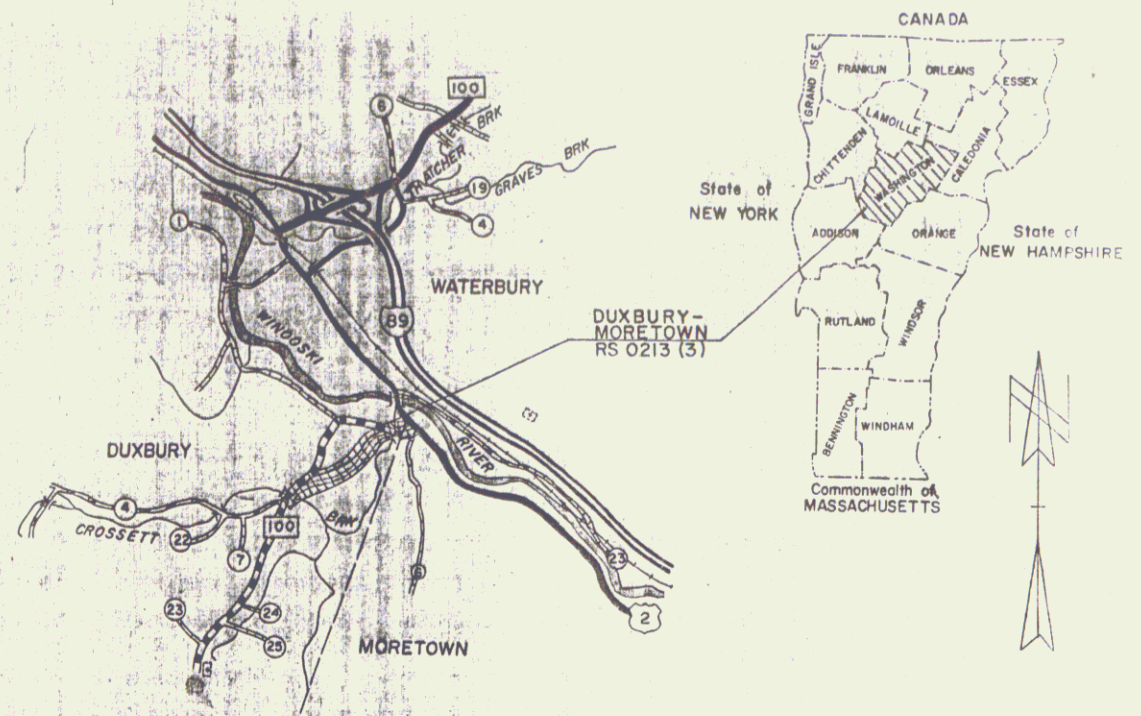 CANADA
GRAND ISLE
FRANKLIN
ORLEANS
ESSEX
LAMOILLE
CHITTENDEN
WASHINGTON
CALEDONIA
State of
NEW YORK
ADDISON
ORANGE
State of
NEW HAMPSHIRE
RUTLAND
WINDSOR
BENNINGTON
WINDHAM
Commonwealth of
MASSACHUSETTS
100
6
THATCHER
BRK
19
GRAVES
BRK
4
1
WATERBURY
89
WINOOSKI
RIVER
DUXBURY-
MORETOWN
RS 0213 (3)
DUXBURY
4
CROSSETT
BRK
22
7
100
23
24
25
6
23
2
MORETOWN
N